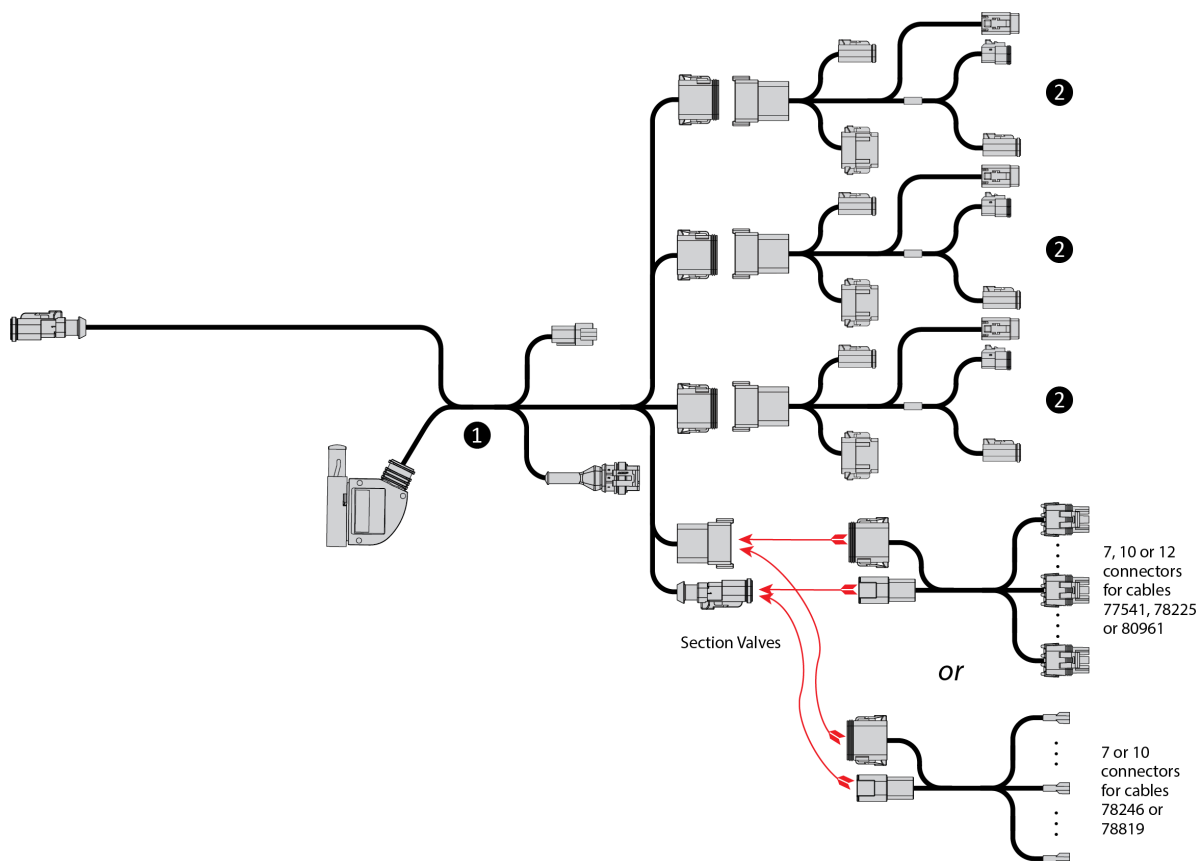 2
2
2
1
7, 10 or 12
connectors
for cables
77541, 78225
or 80961
Section Valves
or
7 or 10
connectors
for cables
78246 or
78819